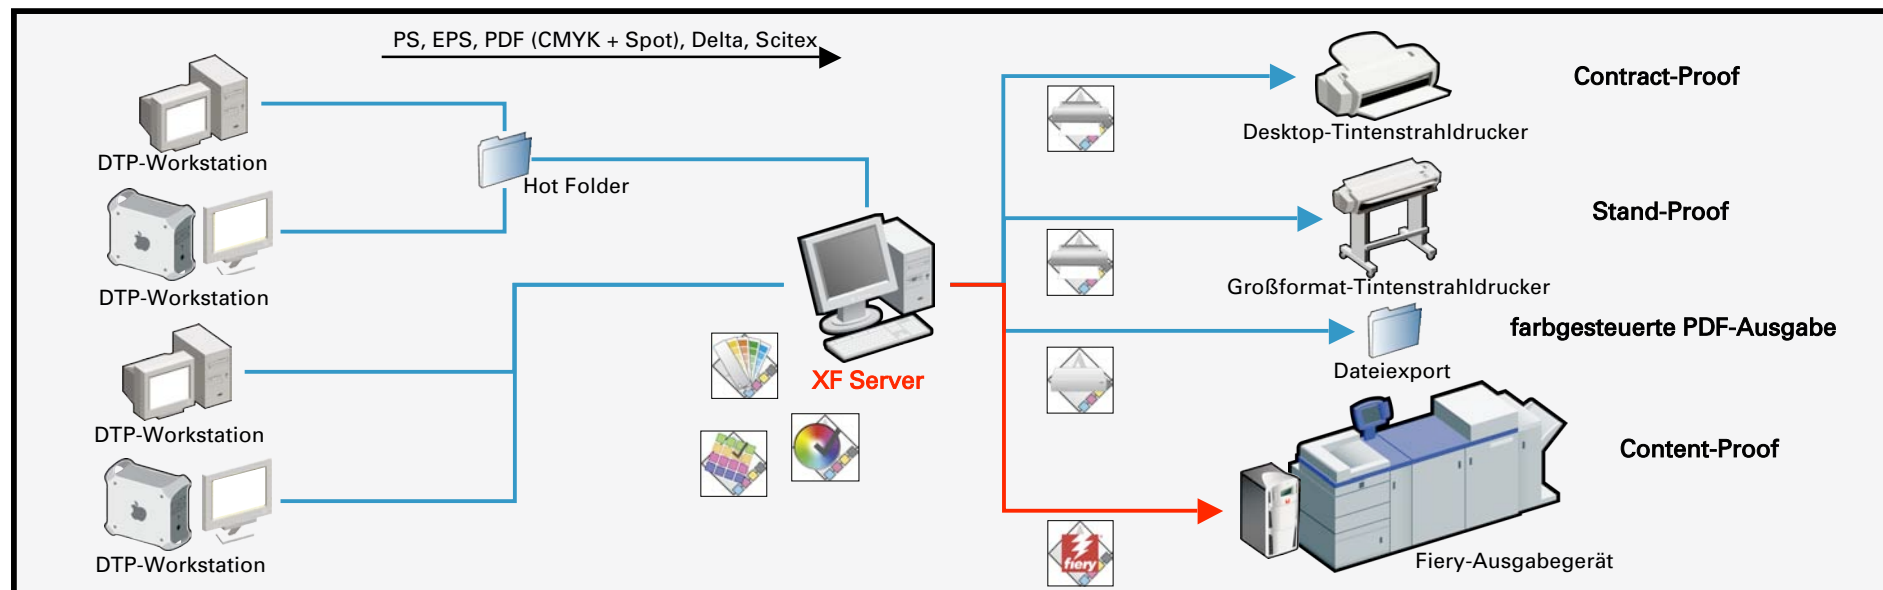 PS, EPS, PDF (CMYK + Spot), Delta, Scitex
DTP-Workstation
Hot Folder
DTP-Workstation
DTP-Workstation
DTP-Workstation
XF Server
Desktop-Tintenstrahldrucker
Contract-Proof
Großformat-Tintenstrahldrucker
Stand-Proof
Dateiexport
farbgesteuerte PDF-Ausgabe
fiery
Fiery-Ausgabegerät
Content-Proof